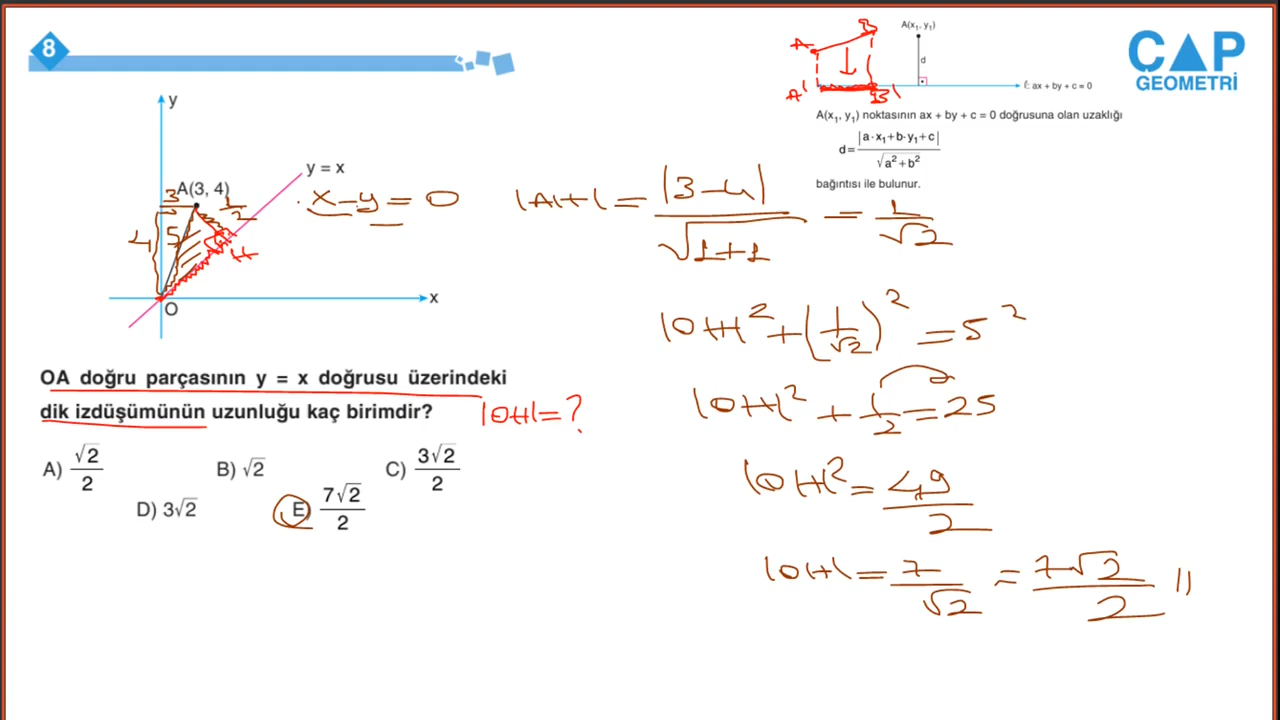 8
C▲P
GEOMETRİ
A B
A' B'
A(x₁, y₁)
d
ℓ: ax + by + c = 0
A(x₁, y₁) noktasının ax + by + c = 0 doğrusuna olan uzaklığı
d = |a·x₁+b·y₁+c| / √a²+b²
bağıntısı ile bulunur.
y
y = x
A(3, 4)
3
4
5
H
O
x
x - y = 0
|AH| = |3-4| / √1+1 = 1/√2
|OH|² + (1/√2)² = 5²
|OH|² + 1/2 = 25
|OH|² = 49/2
|OH| = 7/√2 = 7√2/2 //
OA doğru parçasının y = x doğrusu üzerindeki
dik izdüşümünün uzunluğu kaç birimdir?
|OH| = ?
A) √2/2 B) √2 C) 3√2/2
D) 3√2 E) 7√2/2